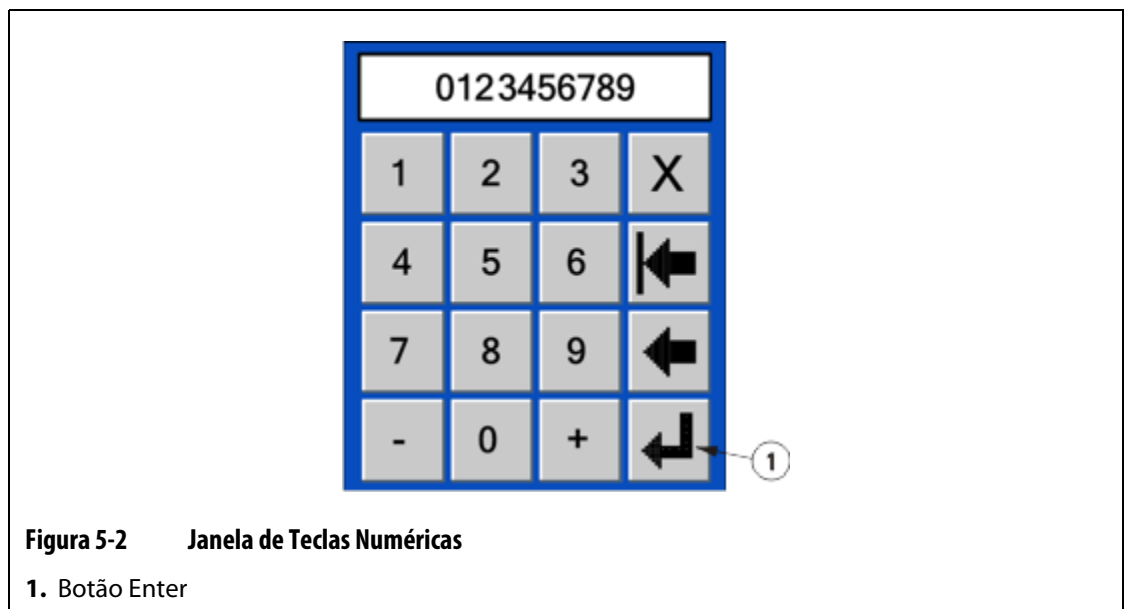 0123456789
1 2 3 X
4 5 6
7 8 9
- 0 +
1
Figura 5-2 Janela de Teclas Numéricas
1. Botão Enter